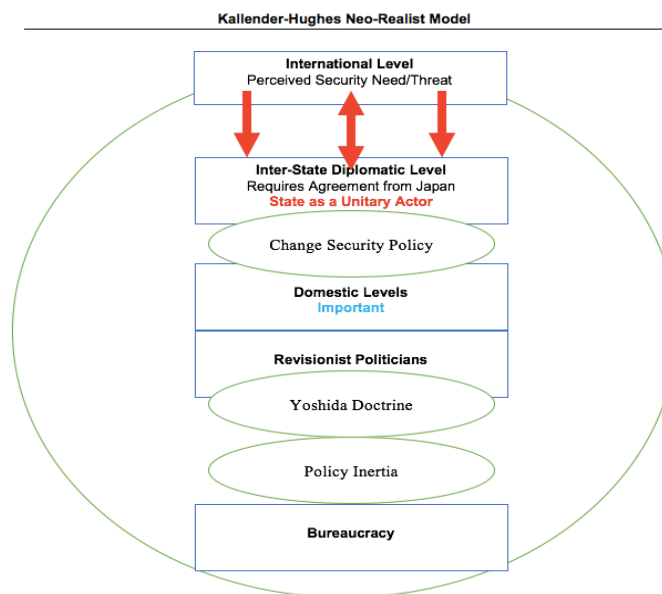 Kallender-Hughes Neo-Realist Model
International Level
Perceived Security Need/Threat
Inter-State Diplomatic Level
Requires Agreement from Japan
State as a Unitary Actor
Change Security Policy
Domestic Levels
Important
Revisionist Politicians
Yoshida Doctrine
Policy Inertia
Bureaucracy